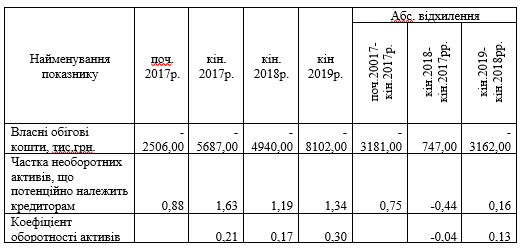 Найменування
показнику
поч.
2017р.
кін.
2017р.
кін.
2018р.
кін
2019р.
Абс. відхилення
поч.20017-
кін.2017р.
кін.2018-
кін.2017рр.
кін.2019-
кін.2018рр.
Власні обігові
кошти, тис.грн.
-
2506,00
-
5687,00
-
4940,00
-
8102,00
-
3181,00
747,00
-
3162,00
Частка необоротних
активів, що
потенційно належить
кредиторам
0,88
1,63
1,19
1,34
0,75
-0,44
0,16
Коефіцієнт
оборотності активів
0,21
0,17
0,30
-0,04
0,13